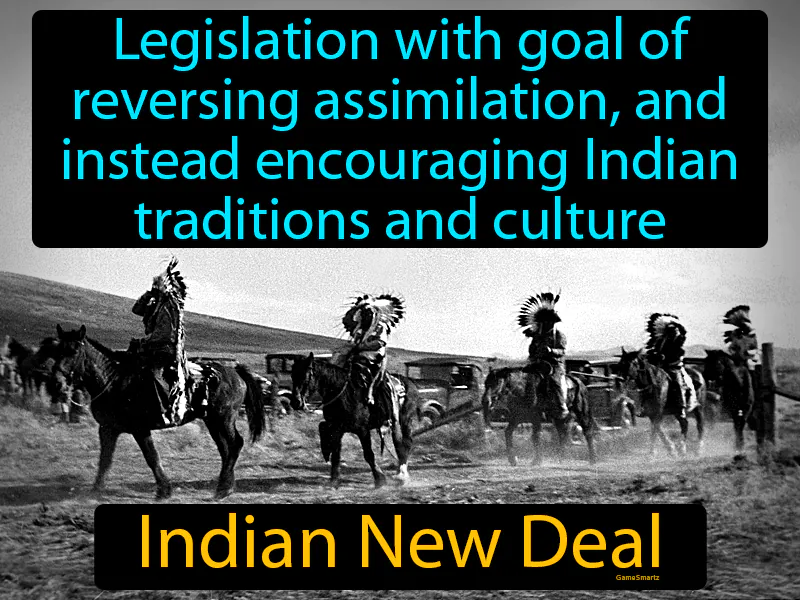 Legislation with goal of
reversing assimilation, and
instead encouraging Indian
traditions and culture
Indian New Deal
GameSmartz